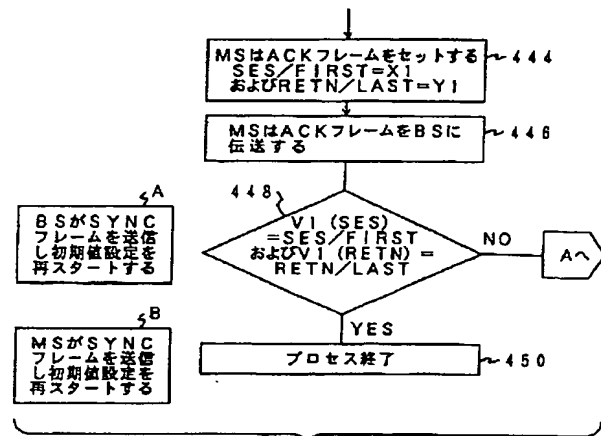 MSはACKフレームをセットする
SES/FIRST=X1
およびRETN/LAST=Y1
444
MSはACKフレームをBSに
伝送する
446
448
V1 (SES)
=SES/FIRST
およびV1 (RETN) =
RETN/LAST
NO
Aへ
YES
A
BSがSYNC
フレームを送信
し初期値設定を
再スタートする
B
MSがSYNC
フレームを送信
し初期値設定を
再スタートする
プロセス終了
450